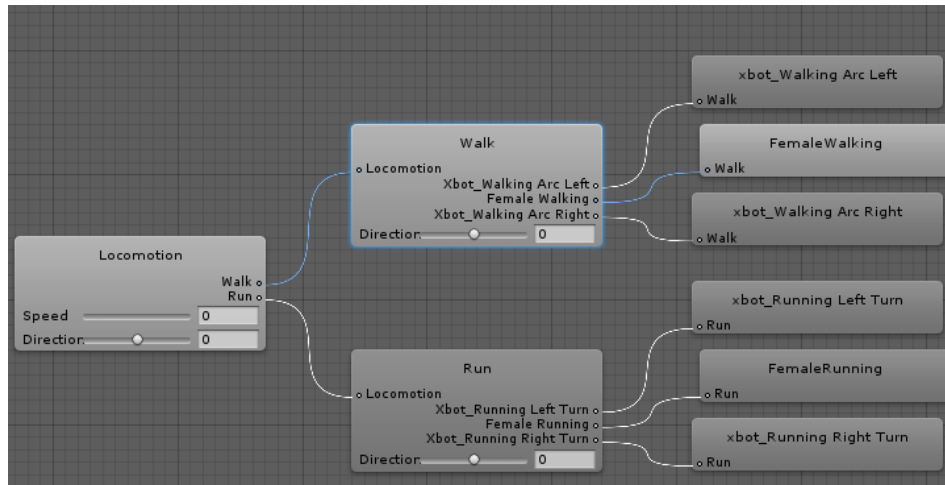 Locomotion
Walk
Run
Speed 0
Direction 0
Walk
Locomotion
Xbot_Walking Arc Left
Female Walking
Xbot_Walking Arc Right
Direction 0
Run
Locomotion
Xbot_Running Left Turn
Female Running
Xbot_Running Right Turn
Direction 0
xbot_Walking Arc Left
Walk
FemaleWalking
Walk
xbot_Walking Arc Right
Walk
xbot_Running Left Turn
Run
FemaleRunning
Run
xbot_Running Right Turn
Run